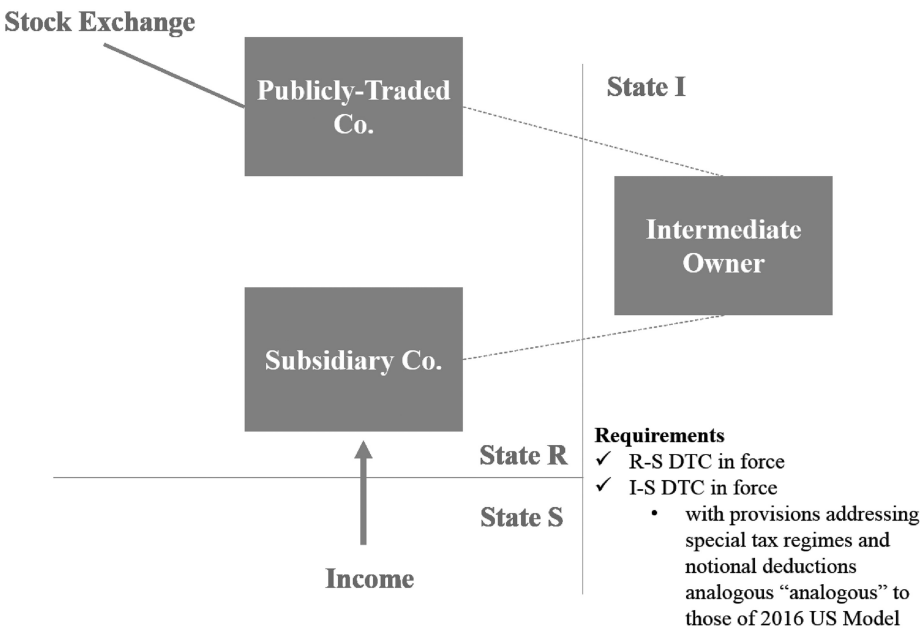 Stock Exchange
Publicly-Traded
Co.
State I
Intermediate
Owner
Subsidiary Co.
State R
State S
Income
Requirements
✓ R-S DTC in force
✓ I-S DTC in force
• with provisions addressing
special tax regimes and
notional deductions
analogous “analogous” to
those of 2016 US Model